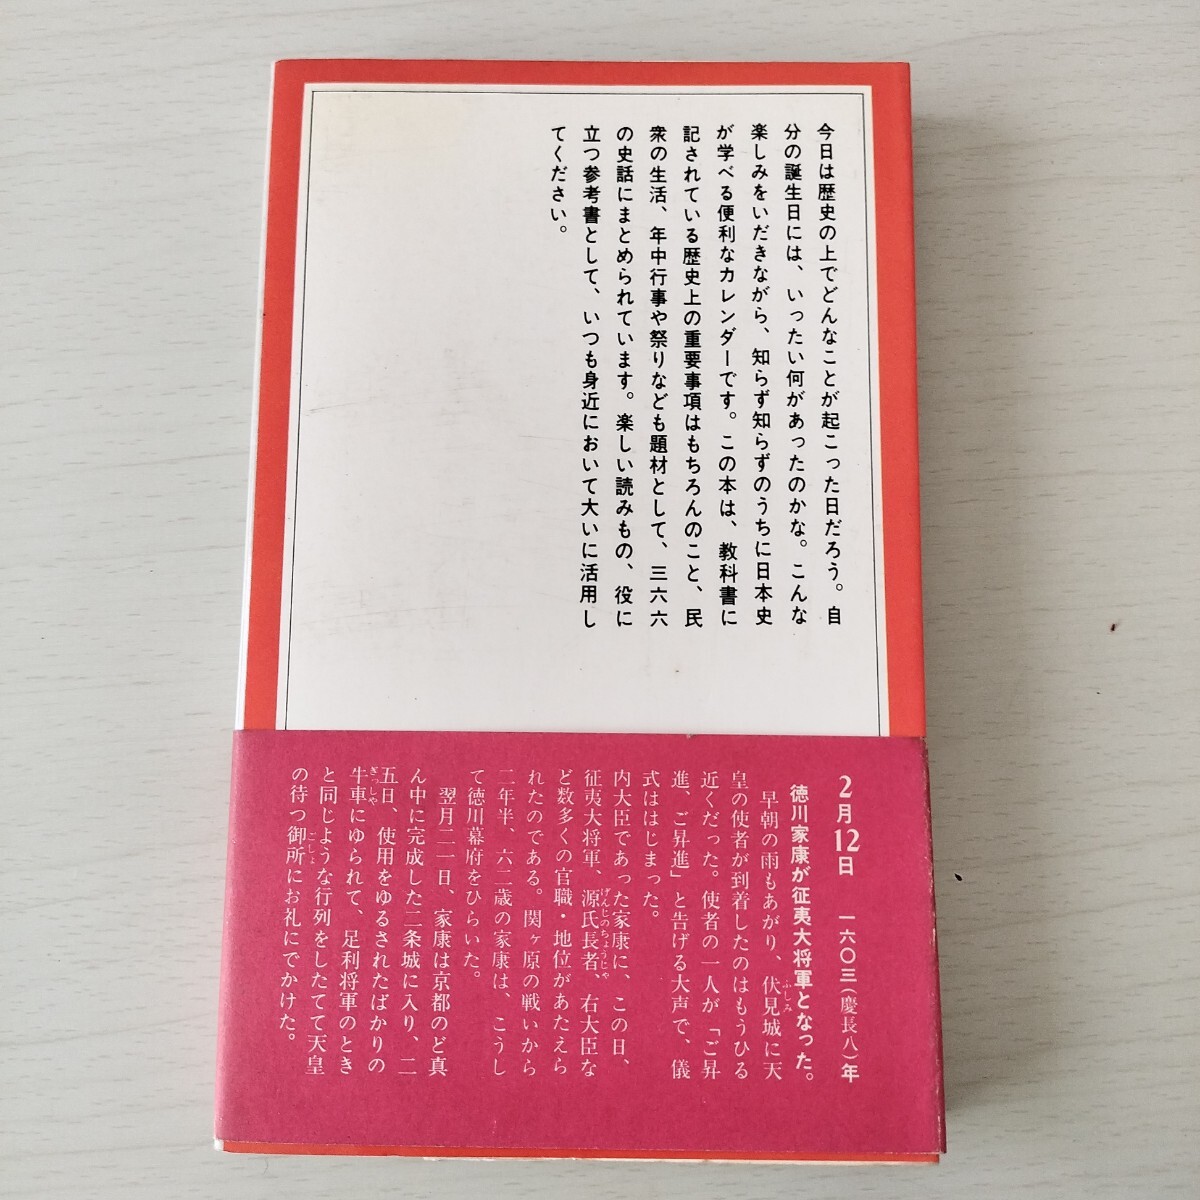 今日は歴史の上でどんなことが起こった日だろう。自
分の誕生日には、いったい何があったのかな。こんな
楽しみをいだきながら、知らず知らずのうちに日本史
が学べる便利なカレンダーです。この本は、教科書に
記されている歴史上の重要事項はもちろんのこと、民
衆の生活、年中行事や祭りなども題材として、三六六
の史話にまとめられています。楽しい読みもの、役に
立つ参考書として、いつも身近において大いに活用し
てください。
2月12日 一六〇三(慶長八)年
徳川家康が征夷大将軍となった。
早朝の雨もあがり、伏見城に天
ふしみ
皇の使者が到着したのはもうひる
近くだった。使者の一人が「ご昇
進、ご昇進」と告げる大声で、儀
式ははじまった。
内大臣であった家康に、この日、
征夷大将軍、源氏長者、右大臣な
げんじのちょうじゃ
ど数多くの官職・地位があたえら
れたのである。関ヶ原の戦いから
二年半、六二歳の家康は、こうし
て徳川幕府をひらいた。
翌月二一日、家康は京都のど真
ん中に完成した二条城に入り、二
五日、使用をゆるされたばかりの
牛車にゆられて、足利将軍のとき
ぎっしゃ
と同じような行列をしたてて天皇
の待つ御所にお礼にでかけた。
ごしょ